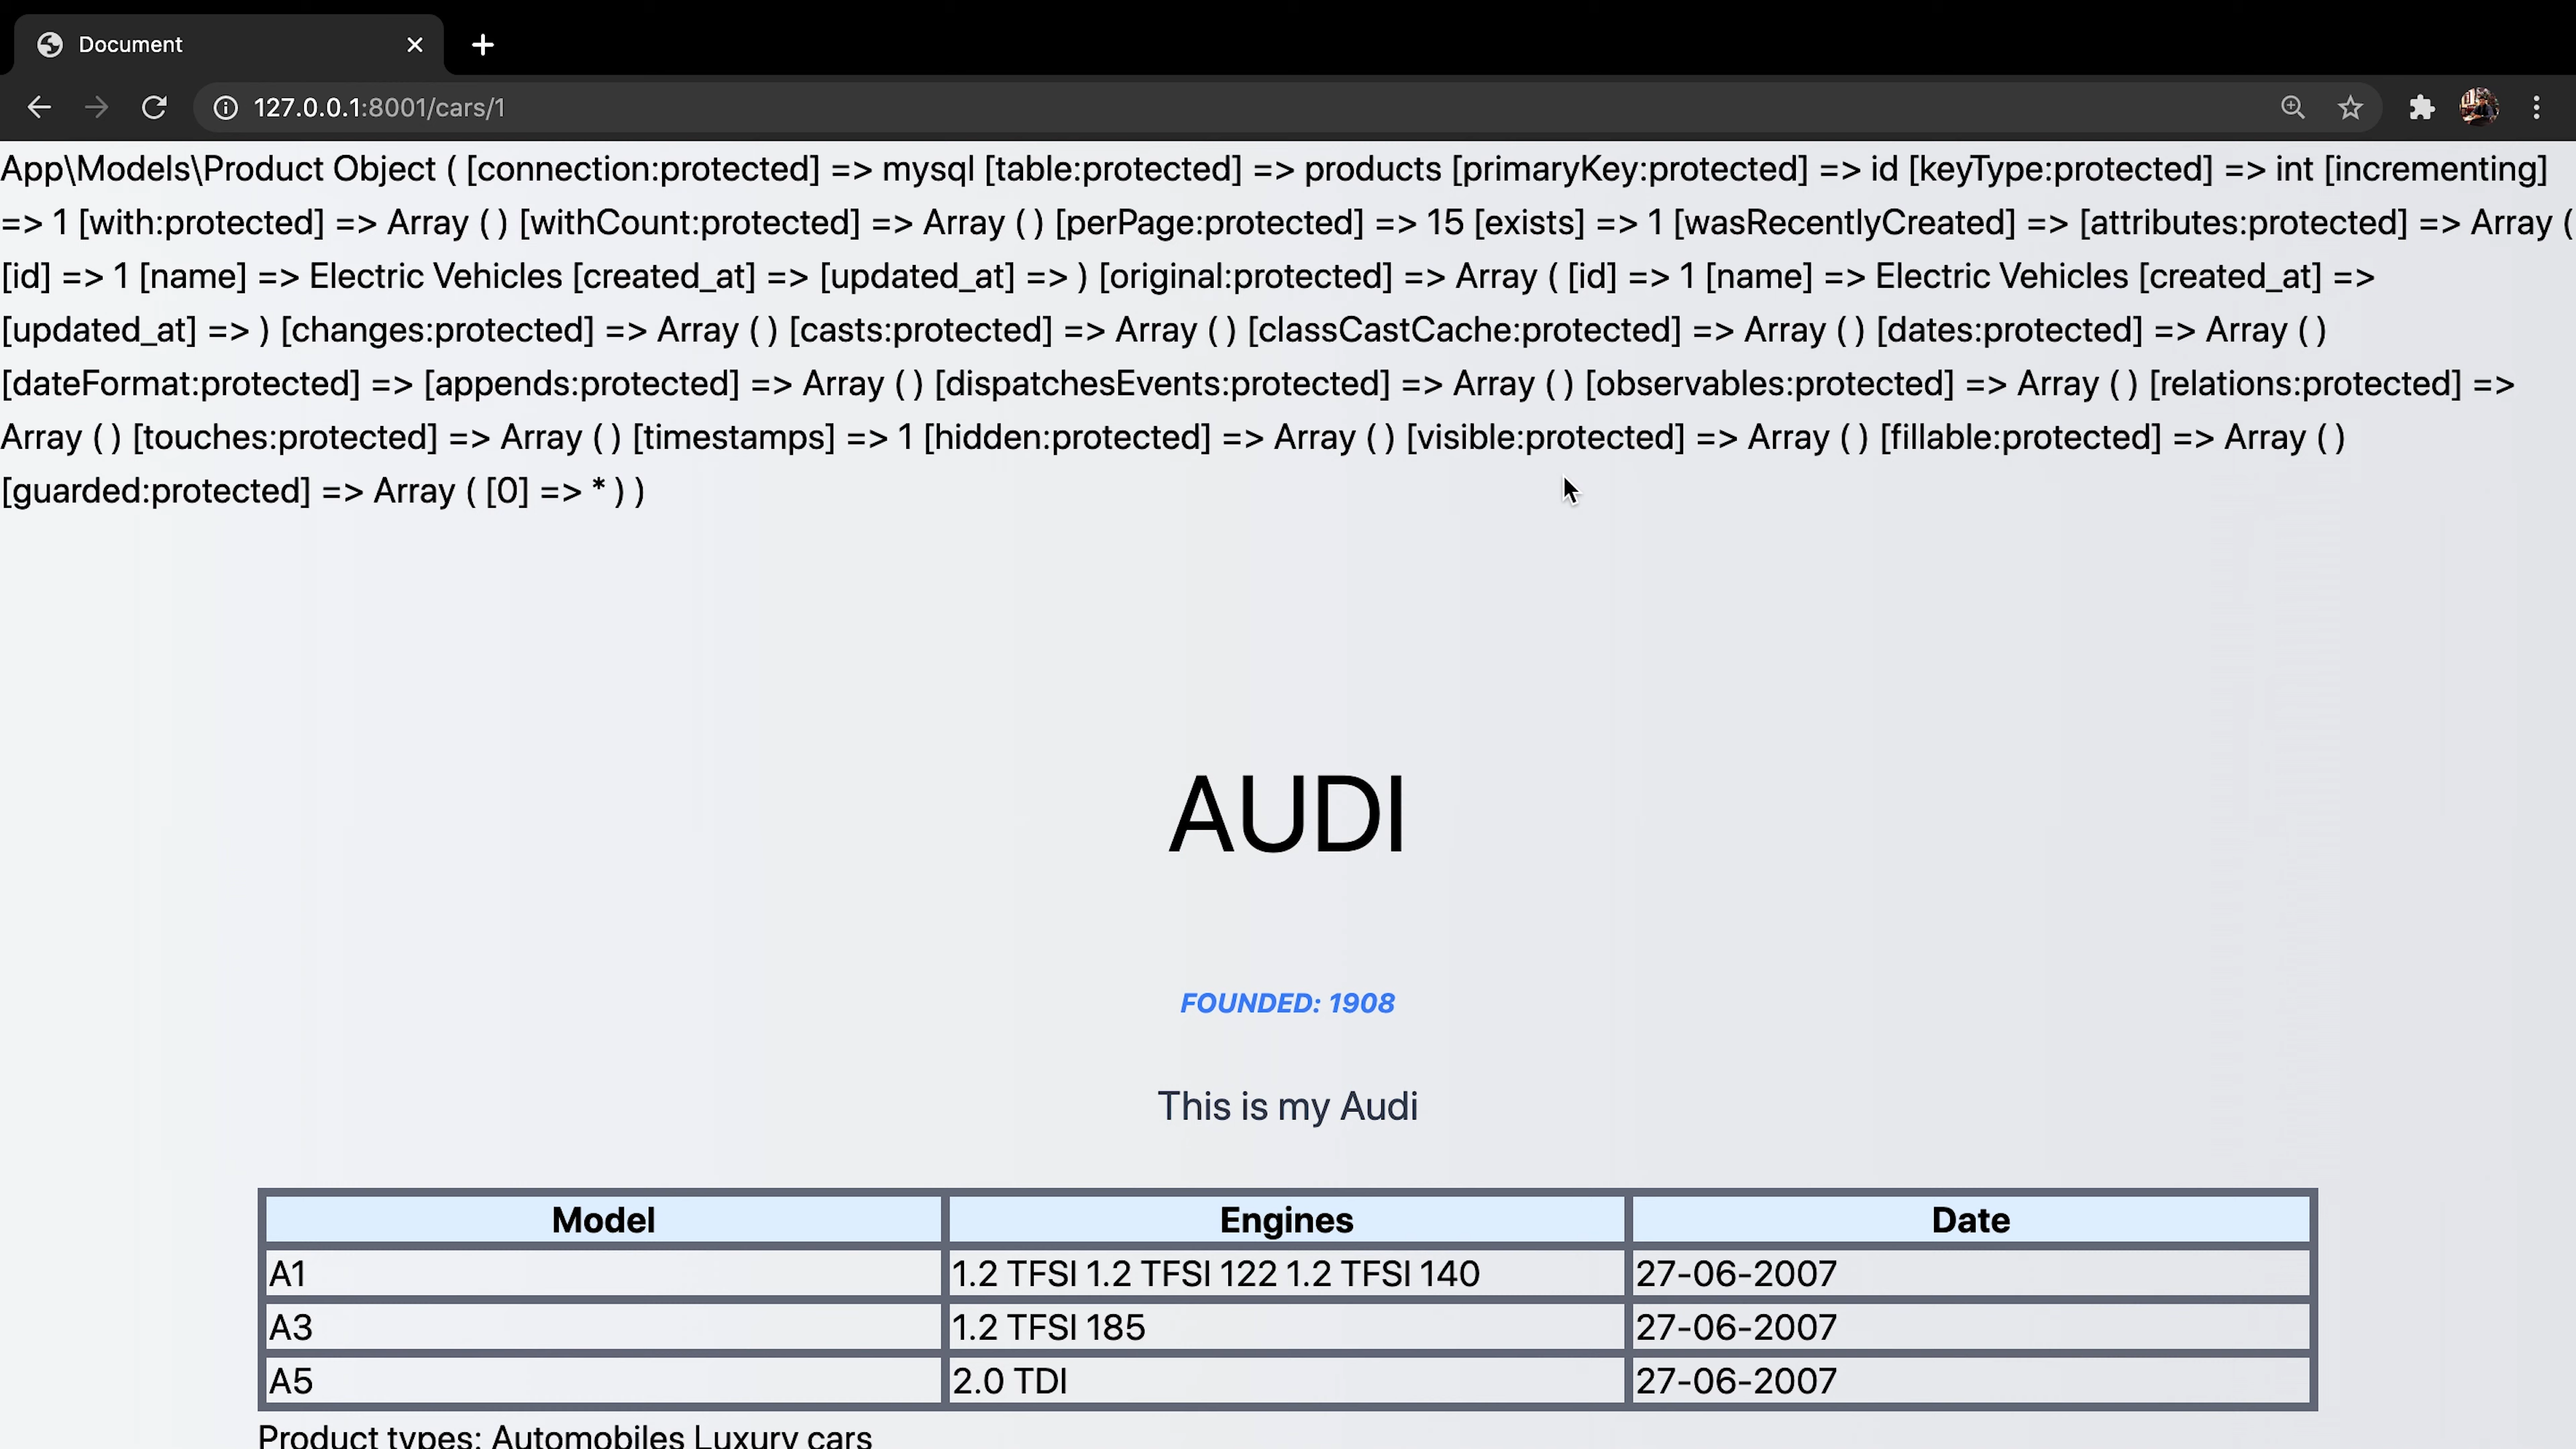 Document
127.0.0.1:8001/cars/1
App\Models\Product Object ( [connection:protected] => mysql [table:protected] => products [primaryKey:protected] => id [keyType:protected] => int [incrementing]
=> 1 [with:protected] => Array ( ) [withCount:protected] => Array ( ) [perPage:protected] => 15 [exists] => 1 [wasRecentlyCreated] => [attributes:protected] => Array (
[id] => 1 [name] => Electric Vehicles [created_at] => [updated_at] => ) [original:protected] => Array ( [id] => 1 [name] => Electric Vehicles [created_at] =>
[updated_at] => ) [changes:protected] => Array ( ) [casts:protected] => Array ( ) [classCastCache:protected] => Array ( ) [dates:protected] => Array ( )
[dateFormat:protected] => [appends:protected] => Array ( ) [dispatchesEvents:protected] => Array ( ) [observables:protected] => Array ( ) [relations:protected] =>
Array ( ) [touches:protected] => Array ( ) [timestamps] => 1 [hidden:protected] => Array ( ) [visible:protected] => Array ( ) [fillable:protected] => Array ( )
[guarded:protected] => Array ( [0] => * ) )
AUDI
FOUNDED: 1908
This is my Audi
Model Engines Date
A1 1.2 TFSI 1.2 TFSI 122 1.2 TFSI 140 27-06-2007
A3 1.2 TFSI 185 27-06-2007
A5 2.0 TDI 27-06-2007
Product types: Automobiles Luxury cars